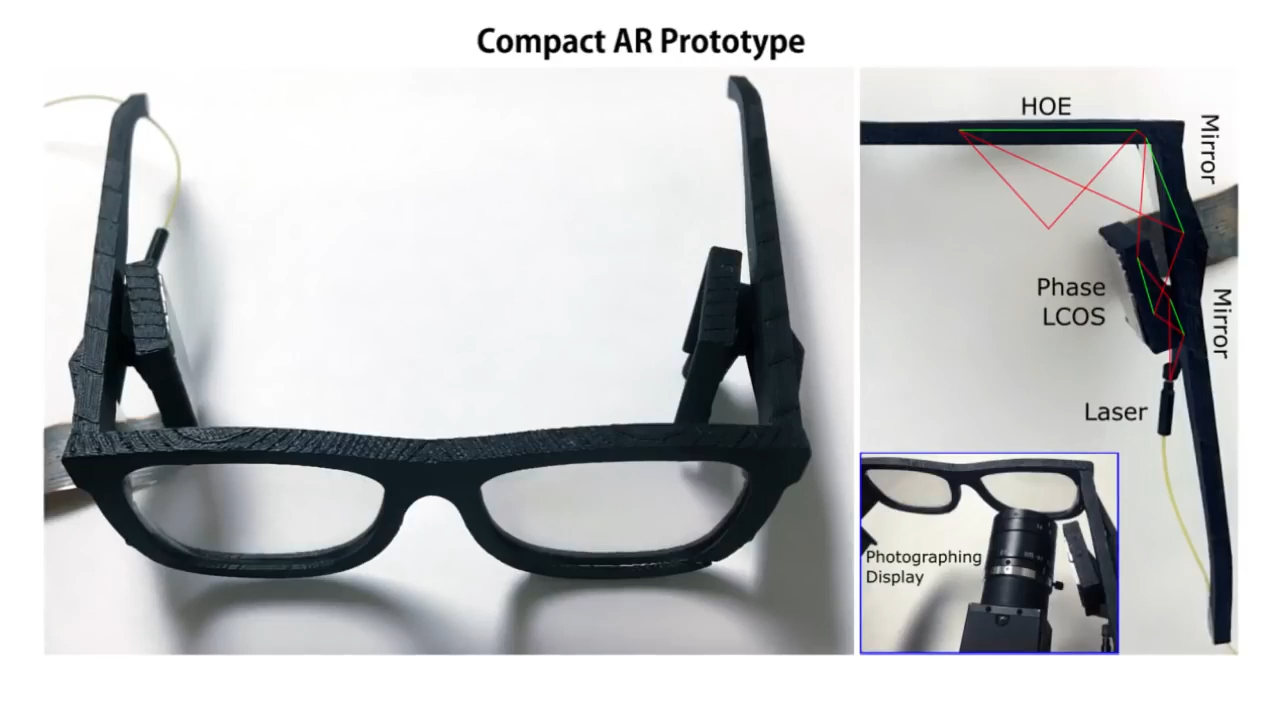 Compact AR Prototype
HOE
Mirror
Phase
LCOS
Mirror
Laser
Photographing
Display